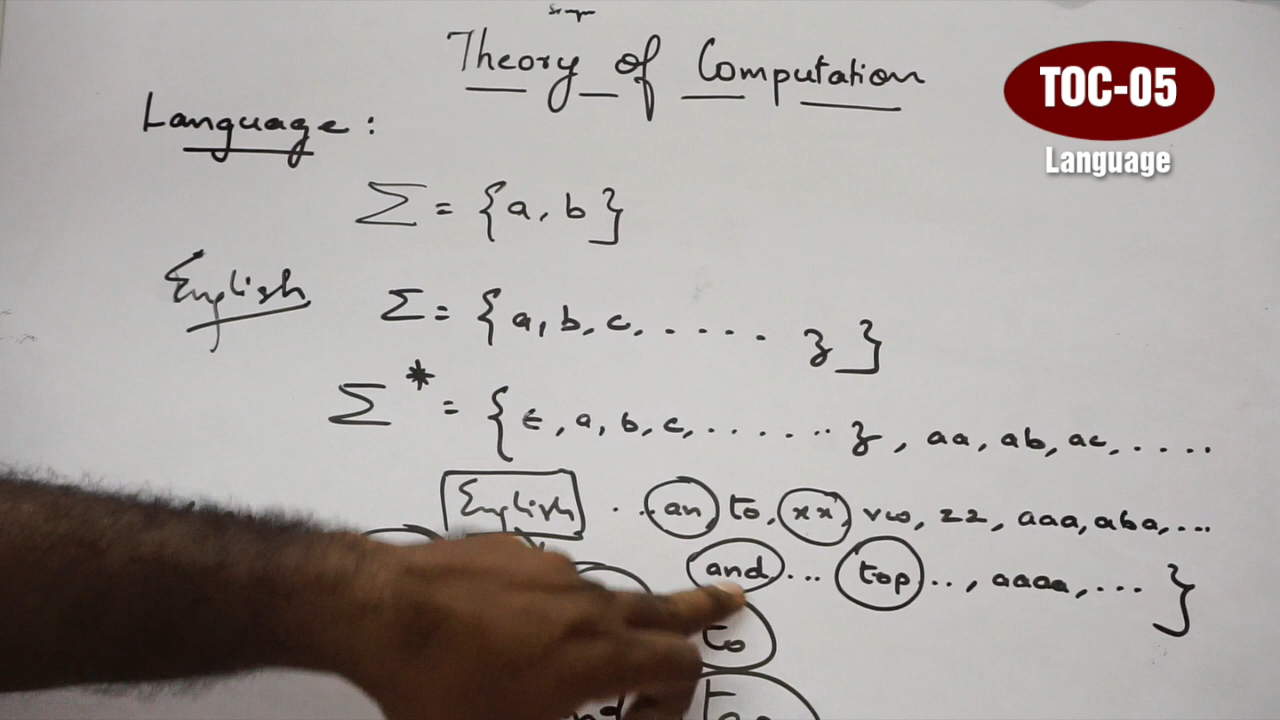 Theory of Computation
TOC-05
Language
Language :
Σ = {a, b}
English Σ = {a, b, c, ..... z}
Σ* = {ε, a, b, c, ........ z, aa, ab, ac, ....
English ... an to, xx, vw, zz, aaa, aba, ...
and ... top .., aaaa, ... }
to